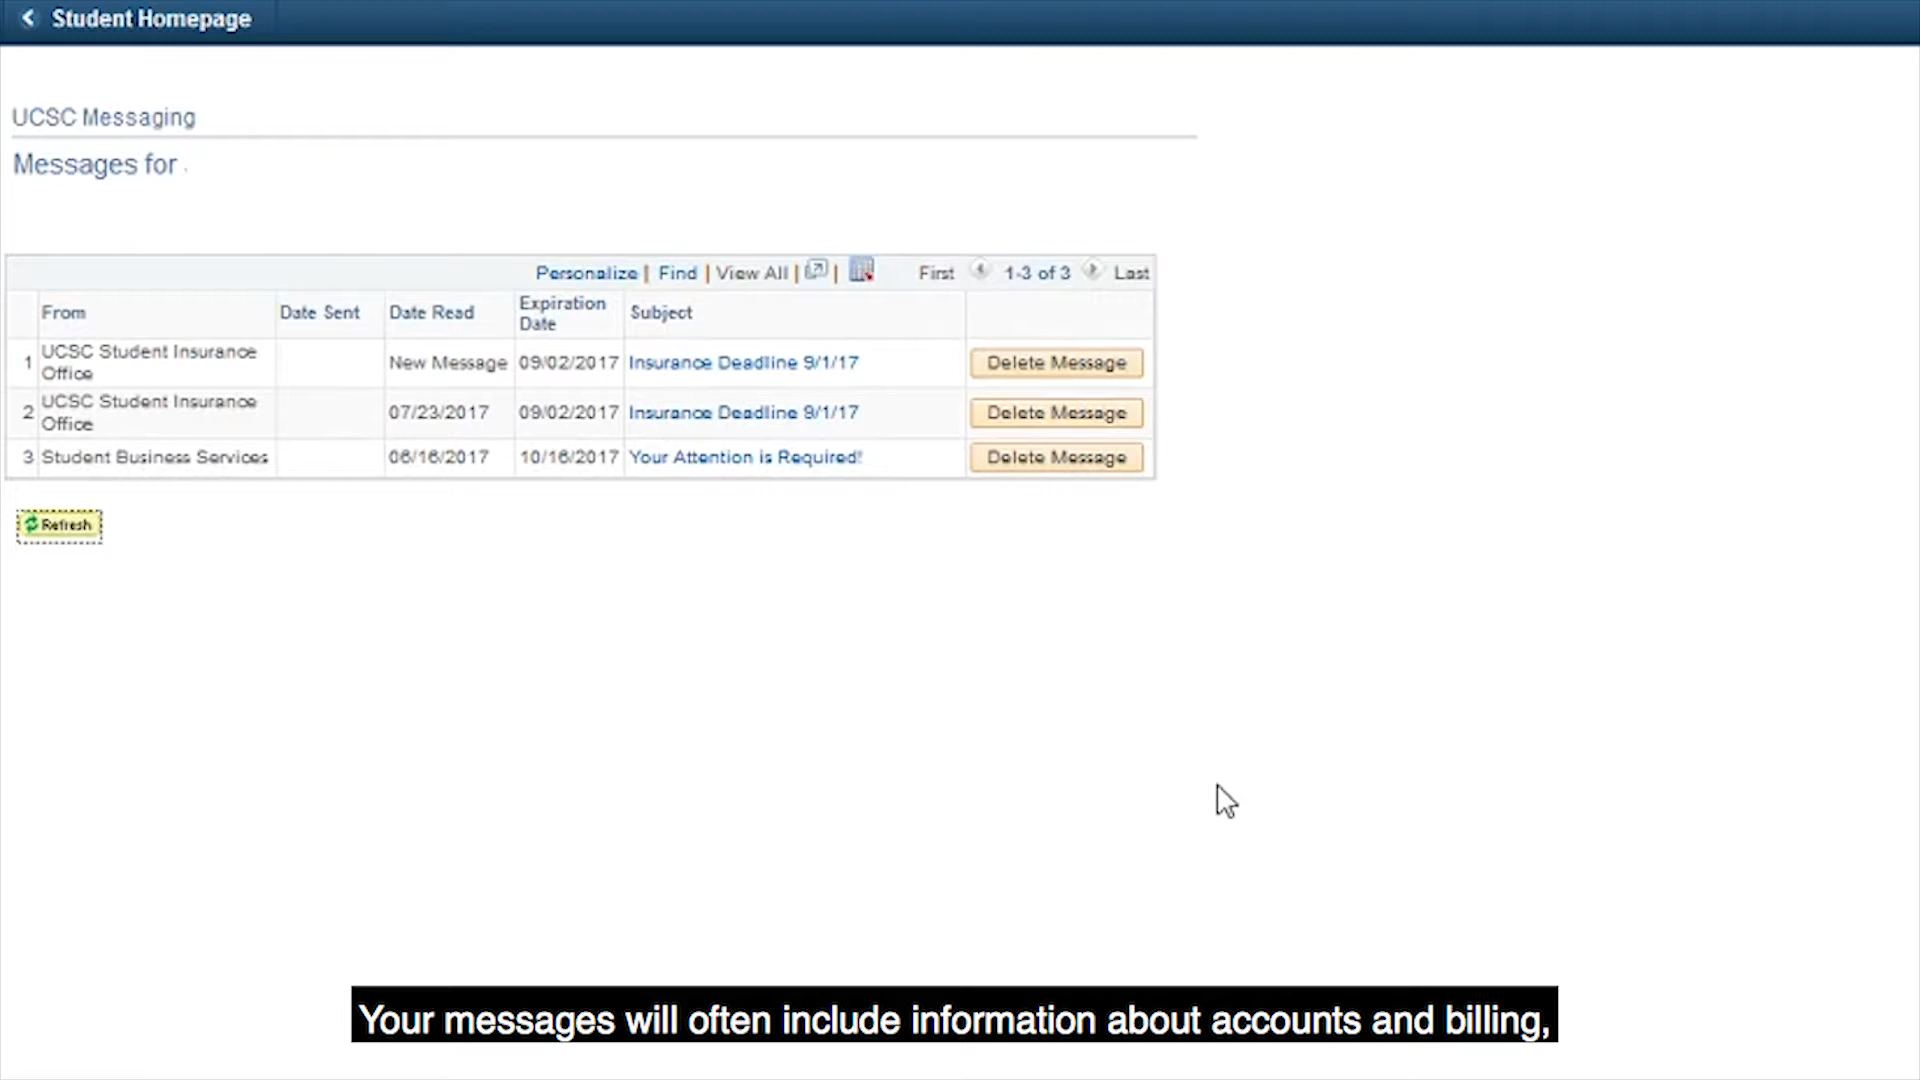 Student Homepage
UCSC Messaging
Messages for
Personalize | Find | View All | | First 1-3 of 3 Last
From Date Sent Date Read Expiration Date Subject
1 UCSC Student Insurance Office New Message 09/02/2017 Insurance Deadline 9/1/17 Delete Message
2 UCSC Student Insurance Office 07/23/2017 09/02/2017 Insurance Deadline 9/1/17 Delete Message
3 Student Business Services 06/16/2017 10/16/2017 Your Attention is Required! Delete Message
Refresh
Your messages will often include information about accounts and billing,